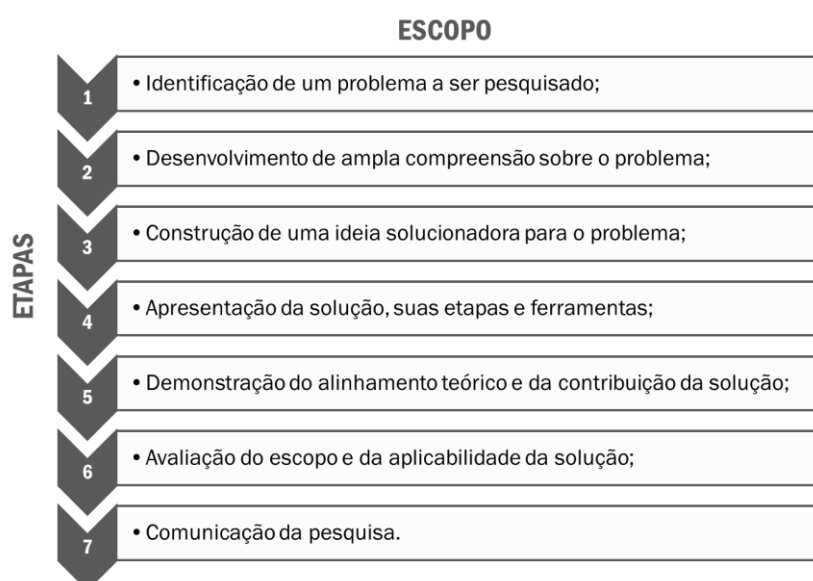 ESCOPO
ETAPAS
1
• Identificação de um problema a ser pesquisado;
2
• Desenvolvimento de ampla compreensão sobre o problema;
3
• Construção de uma ideia solucionadora para o problema;
4
• Apresentação da solução, suas etapas e ferramentas;
5
• Demonstração do alinhamento teórico e da contribuição da solução;
6
• Avaliação do escopo e da aplicabilidade da solução;
7
• Comunicação da pesquisa.